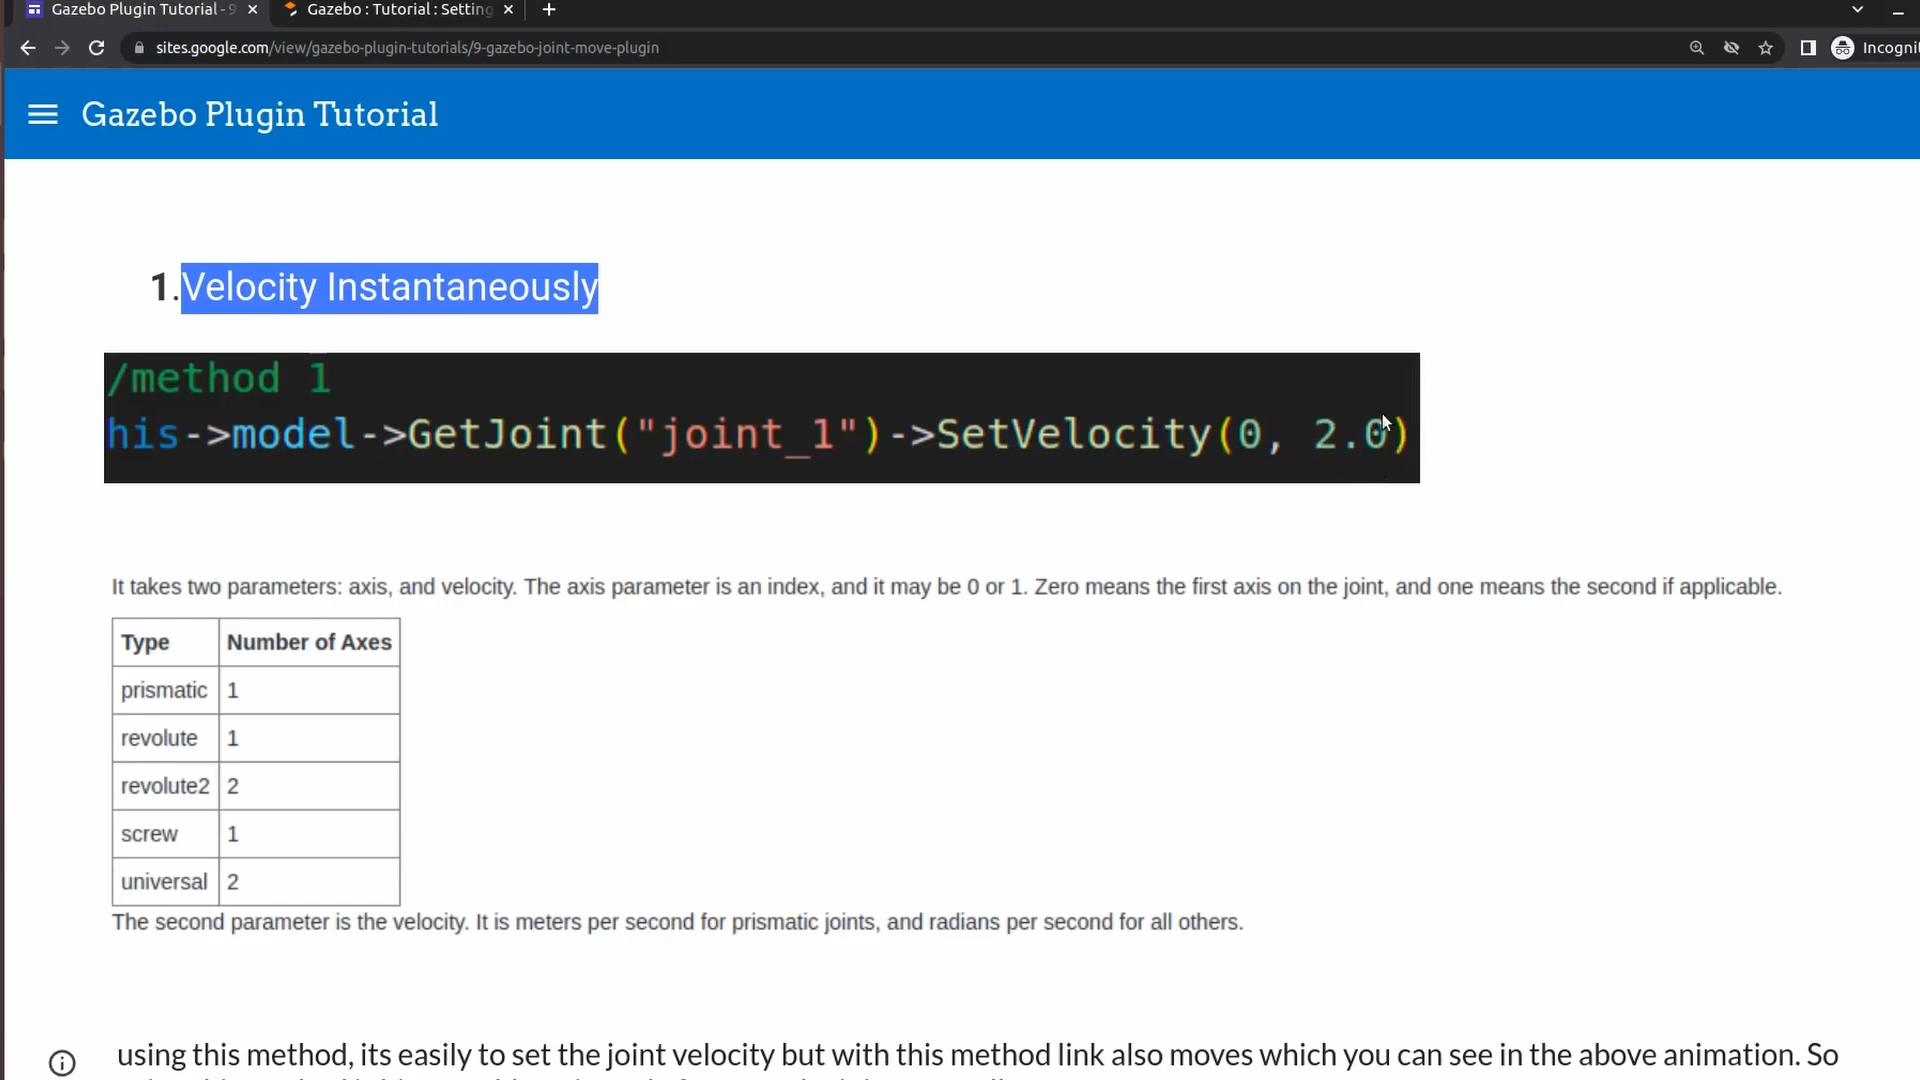 Gazebo Plugin Tutorial - 9
Gazebo : Tutorial : Setting
sites.google.com/view/gazebo-plugin-tutorials/9-gazebo-joint-move-plugin
Incogni
Gazebo Plugin Tutorial
1.Velocity Instantaneously
/method 1
his->model->GetJoint("joint_1")->SetVelocity(0, 2.0)
It takes two parameters: axis, and velocity. The axis parameter is an index, and it may be 0 or 1. Zero means the first axis on the joint, and one means the second if applicable.
Type Number of Axes
prismatic 1
revolute 1
revolute2 2
screw 1
universal 2
The second parameter is the velocity. It is meters per second for prismatic joints, and radians per second for all others.
using this method, its easily to set the joint velocity but with this method link also moves which you can see in the above animation. So